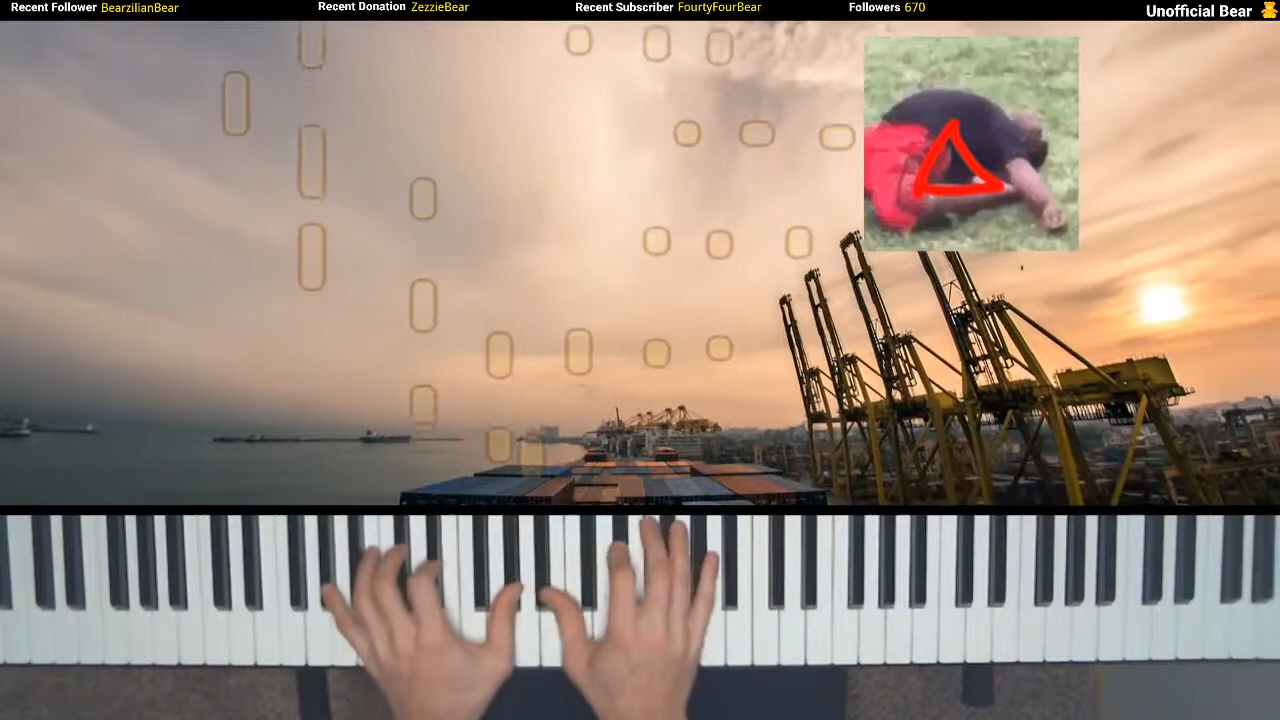 Recent Follower BearzilianBear
Recent Donation ZezzieBear
Recent Subscriber FourtyFourBear
Followers 670
Unofficial Bear